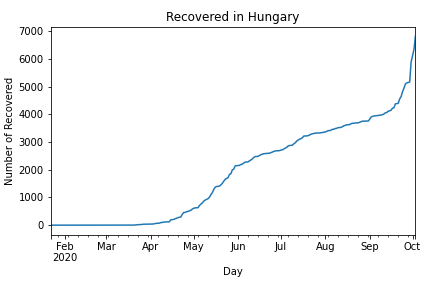 Recovered in Hungary
Number of Recovered
7000
6000
5000
4000
3000
2000
1000
0
Feb Mar Apr May Jun Jul Aug Sep Oct
2020
Day